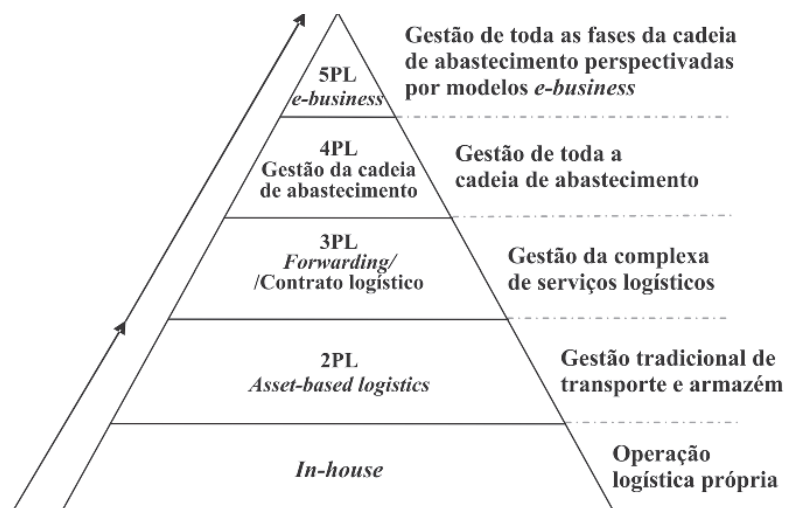 5PL
e-business
Gestão de toda as fases da cadeia
de abastecimento perspectivadas
por modelos e-business
4PL
Gestão da cadeia
de abastecimento
Gestão de toda a
cadeia de abastecimento
3PL
Forwarding/
/Contrato logístico
Gestão da complexa
de serviços logísticos
2PL
Asset-based logistics
Gestão tradicional de
transporte e armazém
In-house
Operação
logística própria